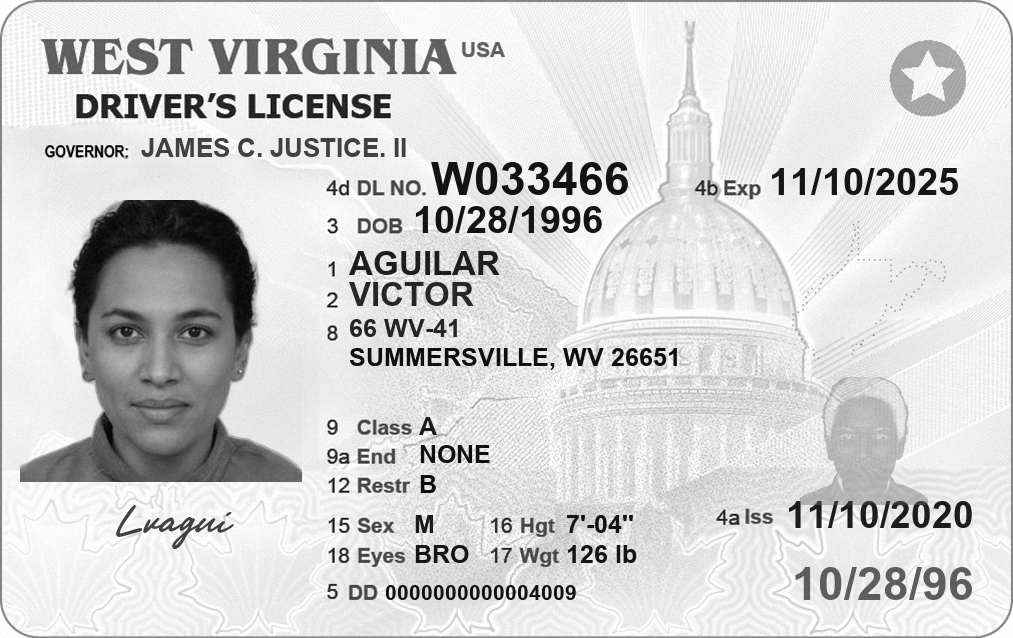 WEST VIRGINIA USA
DRIVER'S LICENSE
GOVERNOR; JAMES C. JUSTICE. II
4d DL NO. W033466 4b Exp 11/10/2025
3 DOB 10/28/1996
1 AGUILAR
2 VICTOR
8 66 WV-41
SUMMERSVILLE, WV 26651
9 Class A
9a End NONE
12 Restr B
15 Sex M 16 Hgt 7'-04"
4a Iss 11/10/2020
18 Eyes BRO 17 Wgt 126 lb
5 DD 0000000000004009
10/28/96